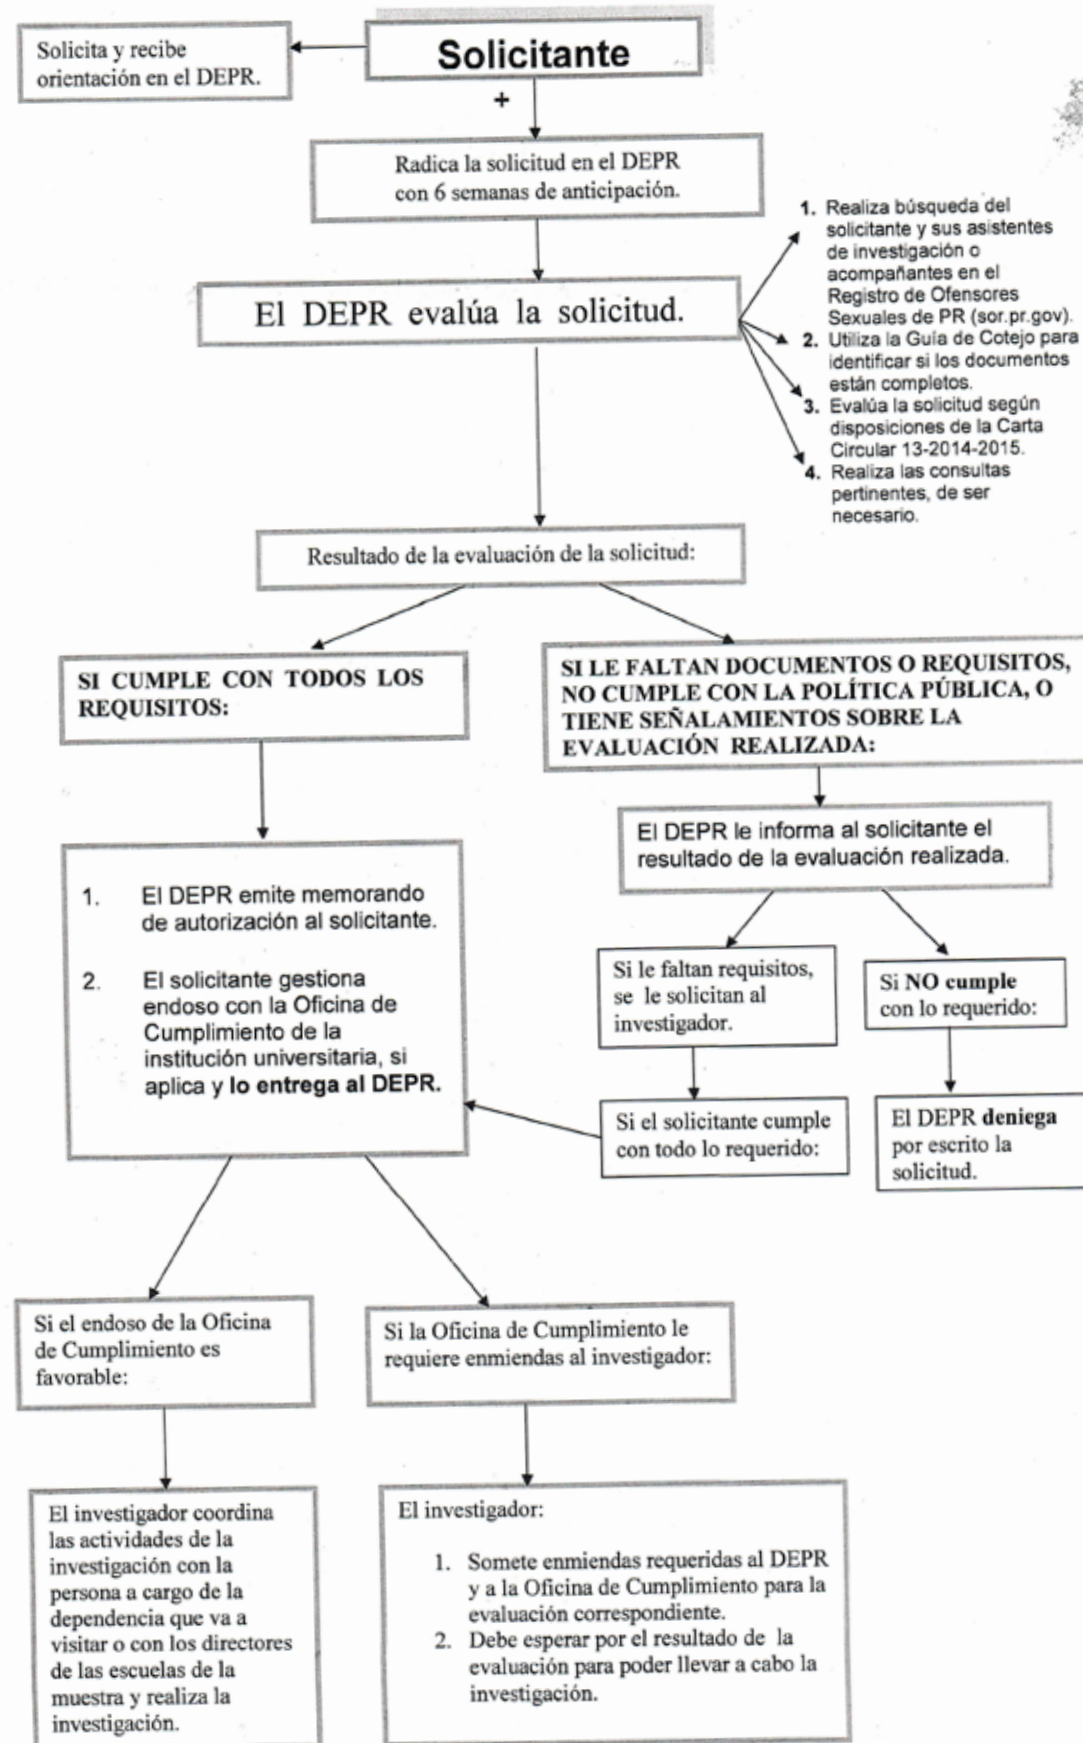 Solicita y recibe
orientación en el DEPR.
Solicitante
+
Radica la solicitud en el DEPR
con 6 semanas de anticipación.
El DEPR evalúa la solicitud.
1. Realiza búsqueda del
solicitante y sus asistentes
de investigación o
acompañantes en el
Registro de Ofensores
Sexuales de PR (sor.pr.gov).
2. Utiliza la Guía de Cotejo para
identificar si los documentos
están completos.
3. Evalúa la solicitud según
disposiciones de la Carta
Circular 13-2014-2015.
4. Realiza las consultas
pertinentes, de ser
necesario.
Resultado de la evaluación de la solicitud:
SI CUMPLE CON TODOS LOS
REQUISITOS:
SI LE FALTAN DOCUMENTOS O REQUISITOS,
NO CUMPLE CON LA POLÍTICA PÚBLICA, O
TIENE SEÑALAMIENTOS SOBRE LA
EVALUACIÓN REALIZADA:
El DEPR le informa al solicitante el
resultado de la evaluación realizada.
1. El DEPR emite memorando
de autorización al solicitante.
2. El solicitante gestiona
endoso con la Oficina de
Cumplimiento de la
institución universitaria, si
aplica y lo entrega al DEPR.
Si le faltan requisitos,
se le solicitan al
investigador.
Si NO cumple
con lo requerido:
Si el solicitante cumple
con todo lo requerido:
El DEPR deniega
por escrito la
solicitud.
Si el endoso de la Oficina
de Cumplimiento es
favorable:
Si la Oficina de Cumplimiento le
requiere enmiendas al investigador:
El investigador coordina
las actividades de la
investigación con la
persona a cargo de la
dependencia que va a
visitar o con los directores
de las escuelas de la
muestra y realiza la
investigación.
El investigador:
1. Somete enmiendas requeridas al DEPR
y a la Oficina de Cumplimiento para la
evaluación correspondiente.
2. Debe esperar por el resultado de la
evaluación para poder llevar a cabo la
investigación.